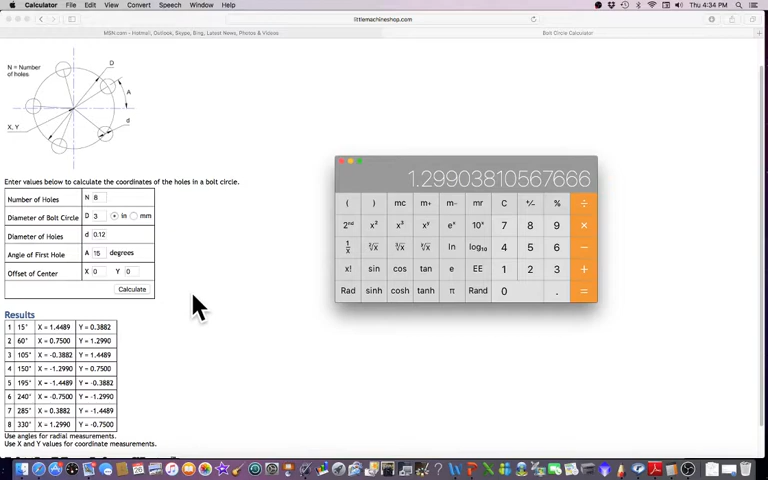 Calculator File Edit View Convert Speech Window Help Thu 4:34 PM
littlemachineshop.com
MSN.com - Hotmail, Outlook, Skype, Bing, Latest News, Photos & Videos Bolt Circle Calculator
N = Number
of holes
D
A
X, Y
d
Enter values below to calculate the coordinates of the holes in a bolt circle.
Number of Holes N 8
Diameter of Bolt Circle D 3 in mm
Diameter of Holes d 0.12
Angle of First Hole A 15 degrees
Offset of Center X 0 Y 0
Calculate
Results
1 15° X = 1.4489 Y = 0.3882
2 60° X = 0.7500 Y = 1.2990
3 105° X = -0.3882 Y = 1.4489
4 150° X = -1.2990 Y = 0.7500
5 195° X = -1.4489 Y = -0.3882
6 240° X = -0.7500 Y = -1.2990
7 285° X = 0.3882 Y = -1.4489
8 330° X = 1.2990 Y = -0.7500
Use angles for radial measurements.
Use X and Y values for coordinate measurements.
1.29903810567666
( ) mc m+ m- mr C +/- % ÷
2nd x² x³ xʸ eˣ 10ˣ 7 8 9 ×
1/x ²√x ³√x ʸ√x ln log₁₀ 4 5 6 −
x! sin cos tan e EE 1 2 3 +
Rad sinh cosh tanh π Rand 0 . =